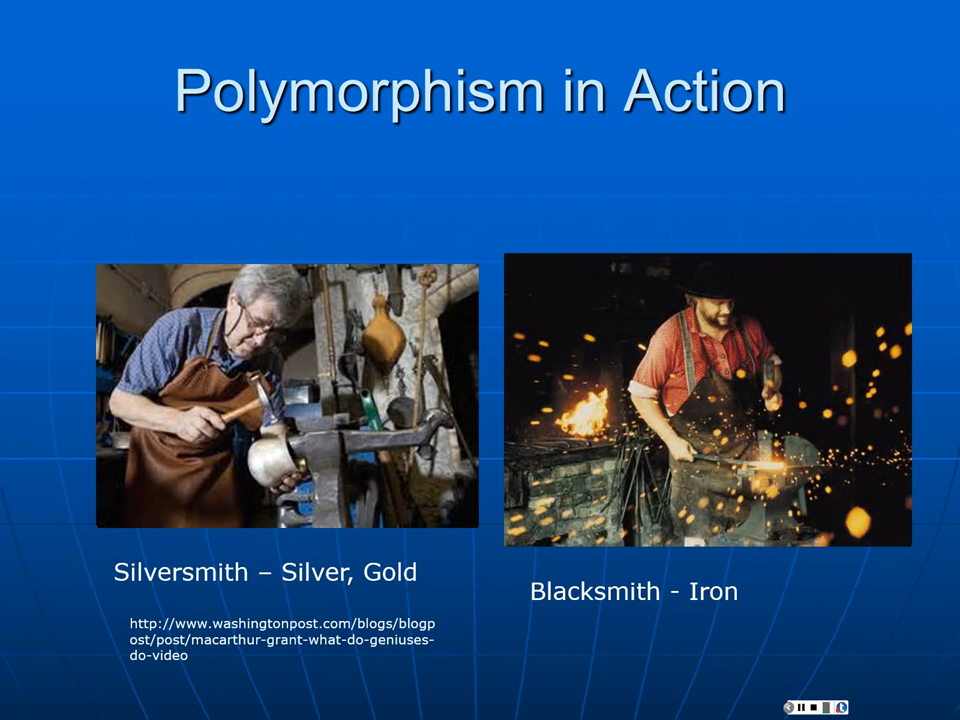 Polymorphism in Action
Silversmith – Silver, Gold
Blacksmith - Iron
http://www.washingtonpost.com/blogs/blogp
ost/post/macarthur-grant-what-do-geniuses-
do-video